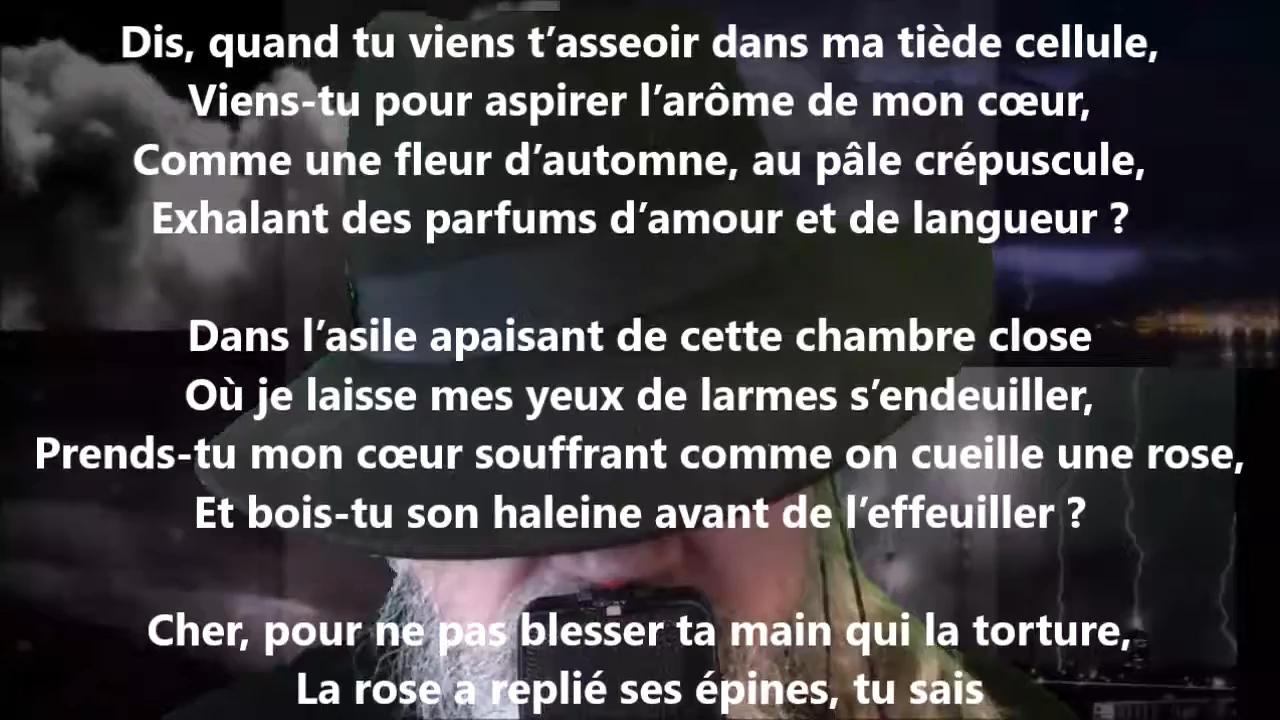 Dis, quand tu viens t’asseoir dans ma tiède cellule,
Viens-tu pour aspirer l’arôme de mon cœur,
Comme une fleur d’automne, au pâle crépuscule,
Exhalant des parfums d’amour et de langueur ?
Dans l’asile apaisant de cette chambre close
Où je laisse mes yeux de larmes s’endeuiller,
Prends-tu mon cœur souffrant comme on cueille une rose,
Et bois-tu son haleine avant de l’effeuiller ?
Cher, pour ne pas blesser ta main qui la torture,
La rose a replié ses épines, tu sais